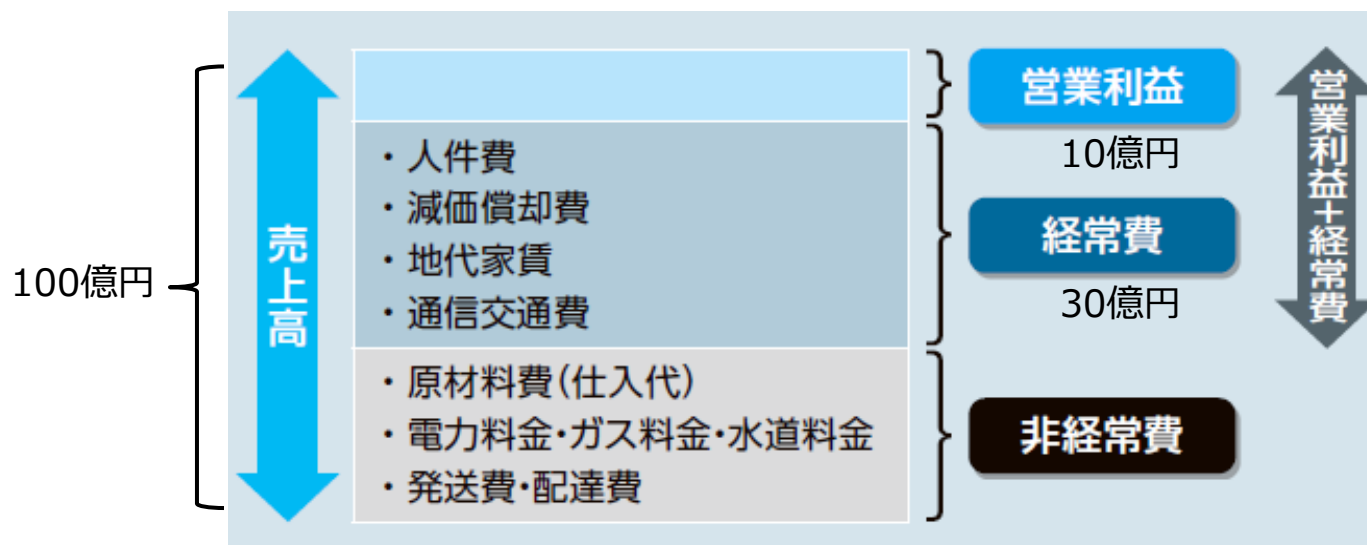 100億円
売上高
・人件費
・減価償却費
・地代家賃
・通信交通費
・原材料費(仕入代)
・電力料金・ガス料金・水道料金
・発送費・配達費
営業利益
10億円
経常費
30億円
非経常費
営業利益＋経常費